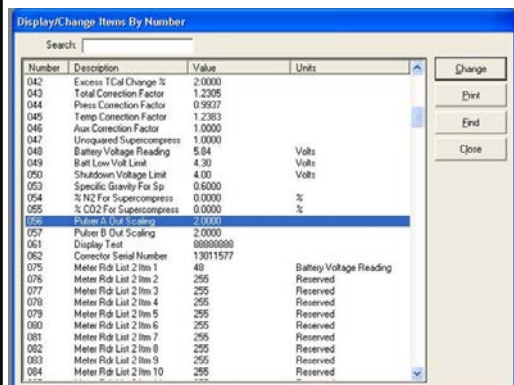 Display/Change Items By Number
Search:
Number Description Value Units
042 Excess TCal Change % 2.0000
043 Total Correction Factor 1.2305
044 Press Correction Factor 0.9937
045 Temp Correction Factor 1.2383
046 Aux Correction Factor 1.0000
047 Unsquared Supercompress 1.0000
048 Battery Voltage Reading 5.84 Volts
049 Batt Low Volt Limit 4.30 Volts
050 Shutdown Voltage Limit 4.00 Volts
053 Specific Gravity For Sp 0.6000
054 % N2 For Supercompress 0.0000 %
055 % CO2 For Supercompress 0.0000 %
056 Pulser A Out Scaling 2.0000
057 Pulser B Out Scaling 2.0000
061 Display Test 88888888
062 Corrector Serial Number 13011577
075 Meter Rdr List 2 Itm 1 48 Battery Voltage Reading
076 Meter Rdr List 2 Itm 2 255 Reserved
077 Meter Rdr List 2 Itm 3 255 Reserved
078 Meter Rdr List 2 Itm 4 255 Reserved
079 Meter Rdr List 2 Itm 5 255 Reserved
080 Meter Rdr List 2 Itm 6 255 Reserved
081 Meter Rdr List 2 Itm 7 255 Reserved
082 Meter Rdr List 2 Itm 8 255 Reserved
083 Meter Rdr List 2 Itm 9 255 Reserved
084 Meter Rdr List 2 Itm 10 255 Reserved
Change
Print
Find
Close